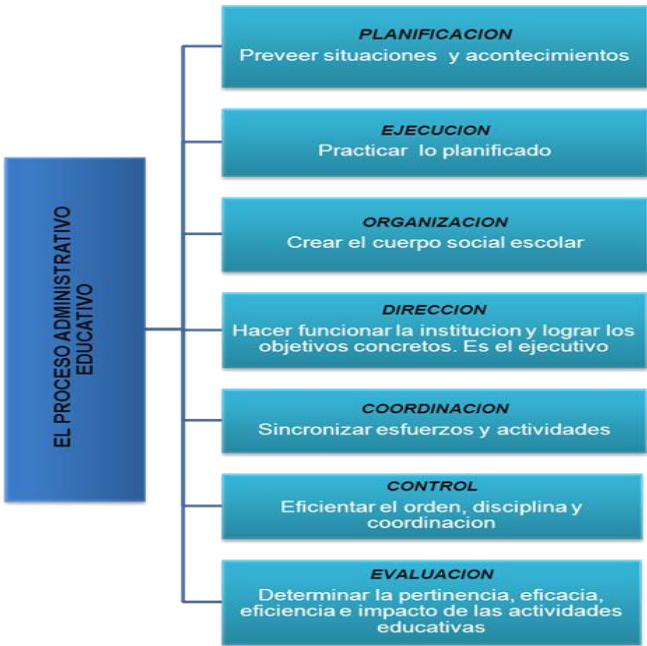 EL PROCESO ADMINISTRATIVO
EDUCATIVO
PLANIFICACION
Preveer situaciones y acontecimientos
EJECUCION
Practicar lo planificado
ORGANIZACION
Crear el cuerpo social escolar
DIRECCION
Hacer funcionar la institucion y lograr los
objetivos concretos. Es el ejecutivo
COORDINACION
Sincronizar esfuerzos y actividades
CONTROL
Eficientar el orden, disciplina y
coordinacion
EVALUACION
Determinar la pertinencia, eficacia,
eficiencia e impacto de las actividades
educativas